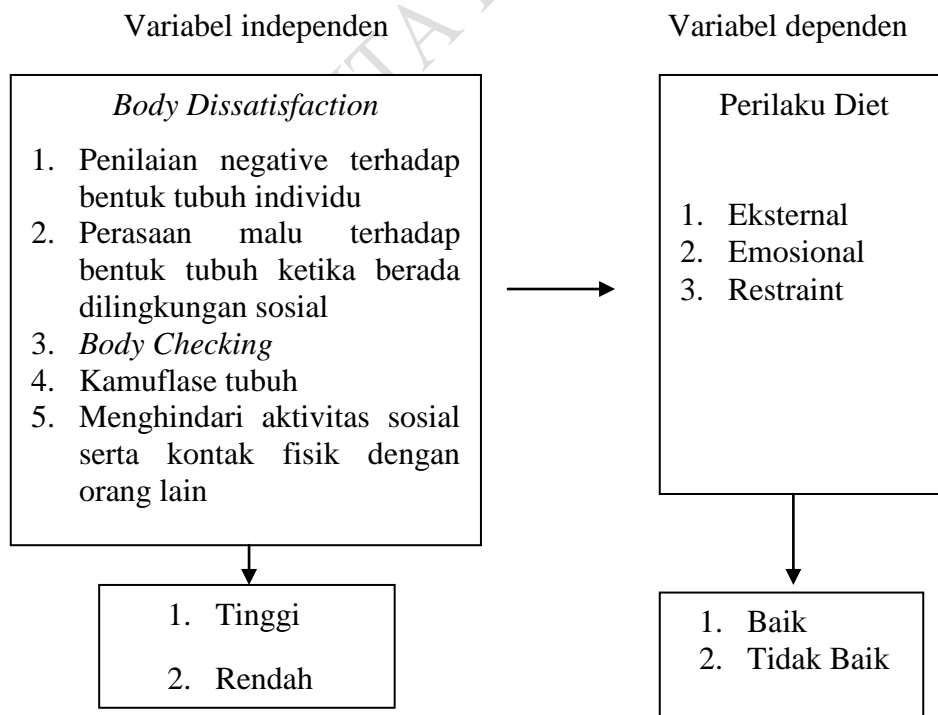 Variabel independen
Variabel dependen
Body Dissatisfaction
1. Penilaian negative terhadap
bentuk tubuh individu
2. Perasaan malu terhadap
bentuk tubuh ketika berada
dilingkungan sosial
3. Body Checking
4. Kamuflase tubuh
5. Menghindari aktivitas sosial
serta kontak fisik dengan
orang lain
Perilaku Diet
1. Eksternal
2. Emosional
3. Restraint
1. Tinggi
2. Rendah
1. Baik
2. Tidak Baik